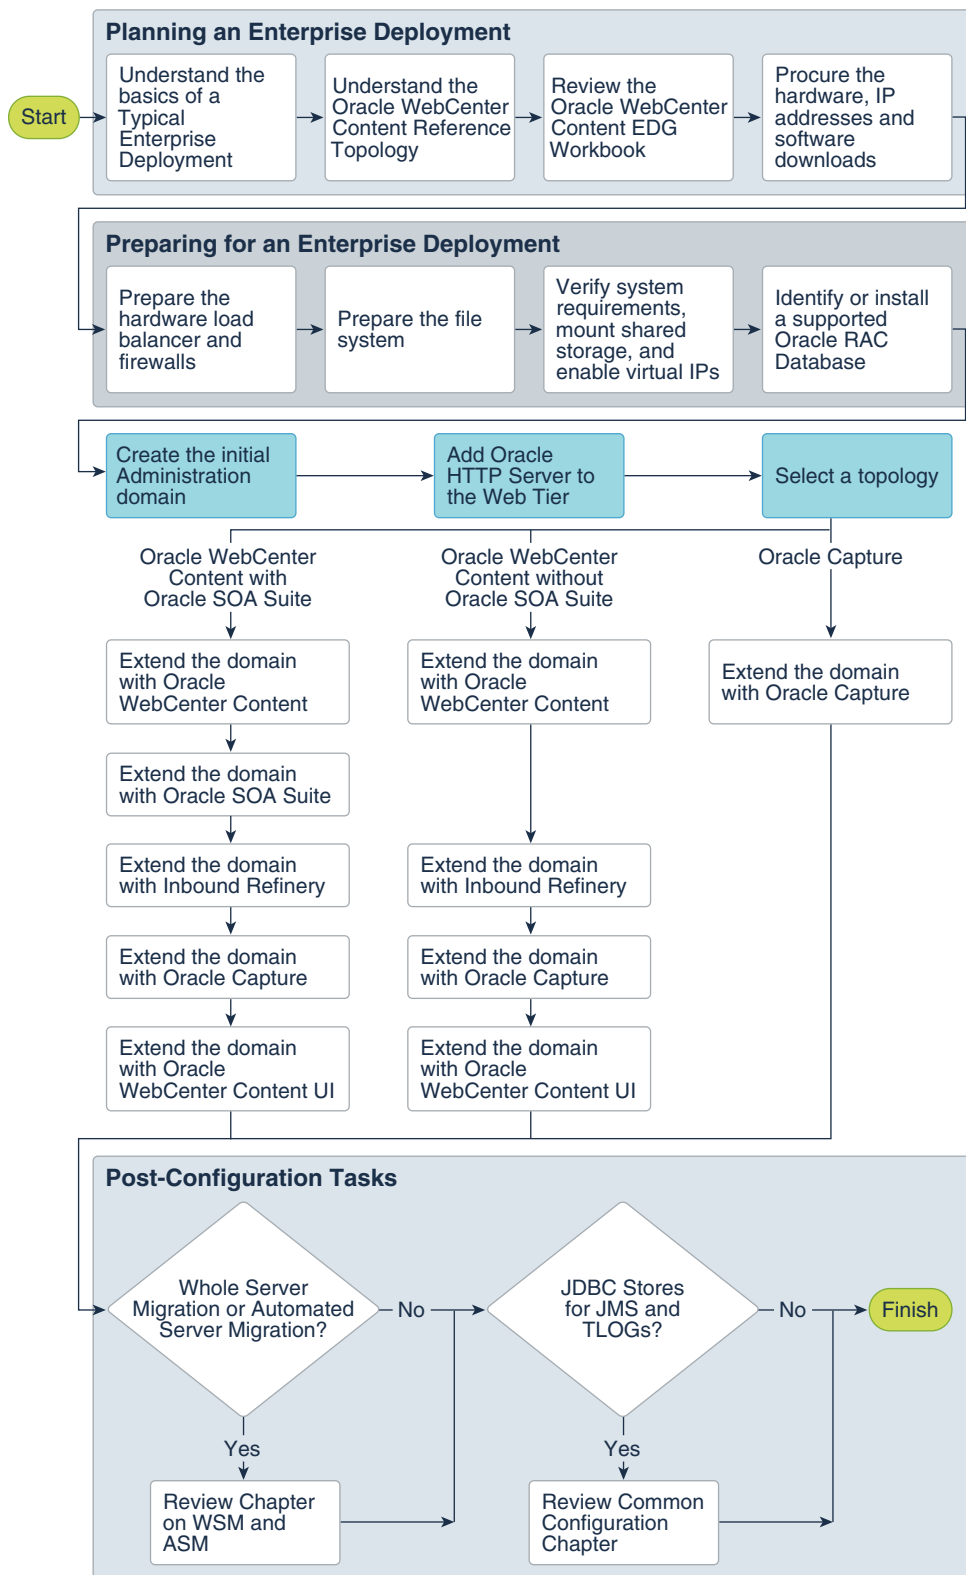 Planning an Enterprise Deployment
Start
Understand the
basics of a
Typical
Enterprise
Deployment
Understand the
Oracle WebCenter
Content Reference
Topology
Review the
Oracle WebCenter
Content EDG
Workbook
Procure the
hardware, IP
addresses and
software
downloads
Preparing for an Enterprise Deployment
Prepare the
hardware load
balancer and
firewalls
Prepare the file
system
Verify system
requirements,
mount shared
storage, and
enable virtual IPs
Identify or install
a supported
Oracle RAC
Database
Create the initial
Administration
domain
Add Oracle
HTTP Server to
the Web Tier
Select a topology
Oracle WebCenter
Content with
Oracle SOA Suite
Oracle WebCenter
Content without
Oracle SOA Suite
Oracle Capture
Extend the domain
with Oracle
WebCenter Content
Extend the domain
with Oracle
WebCenter Content
Extend the domain
with Oracle Capture
Extend the domain
with Oracle SOA Suite
Extend the domain
with Inbound Refinery
Extend the domain
with Inbound Refinery
Extend the domain
with Oracle Capture
Extend the domain
with Oracle Capture
Extend the domain
with Oracle
WebCenter Content UI
Extend the domain
with Oracle
WebCenter Content UI
Post-Configuration Tasks
Whole Server
Migration or Automated
Server Migration?
No
JDBC Stores
for JMS and
TLOGs?
No
Finish
Yes
Yes
Review Chapter
on WSM and
ASM
Review Common
Configuration
Chapter